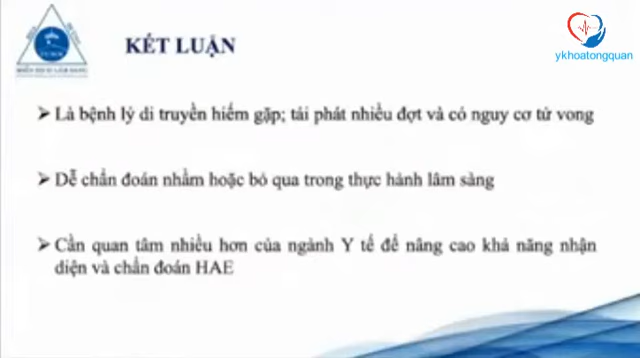 KẾT LUẬN
ykhoatongquan
➤ Là bệnh lý di truyền hiếm gặp; tái phát nhiều đợt và có nguy cơ tử vong
➤ Dễ chẩn đoán nhầm hoặc bỏ qua trong thực hành lâm sàng
➤ Cần quan tâm nhiều hơn của ngành Y tế để nâng cao khả năng nhận
diện và chẩn đoán HAE